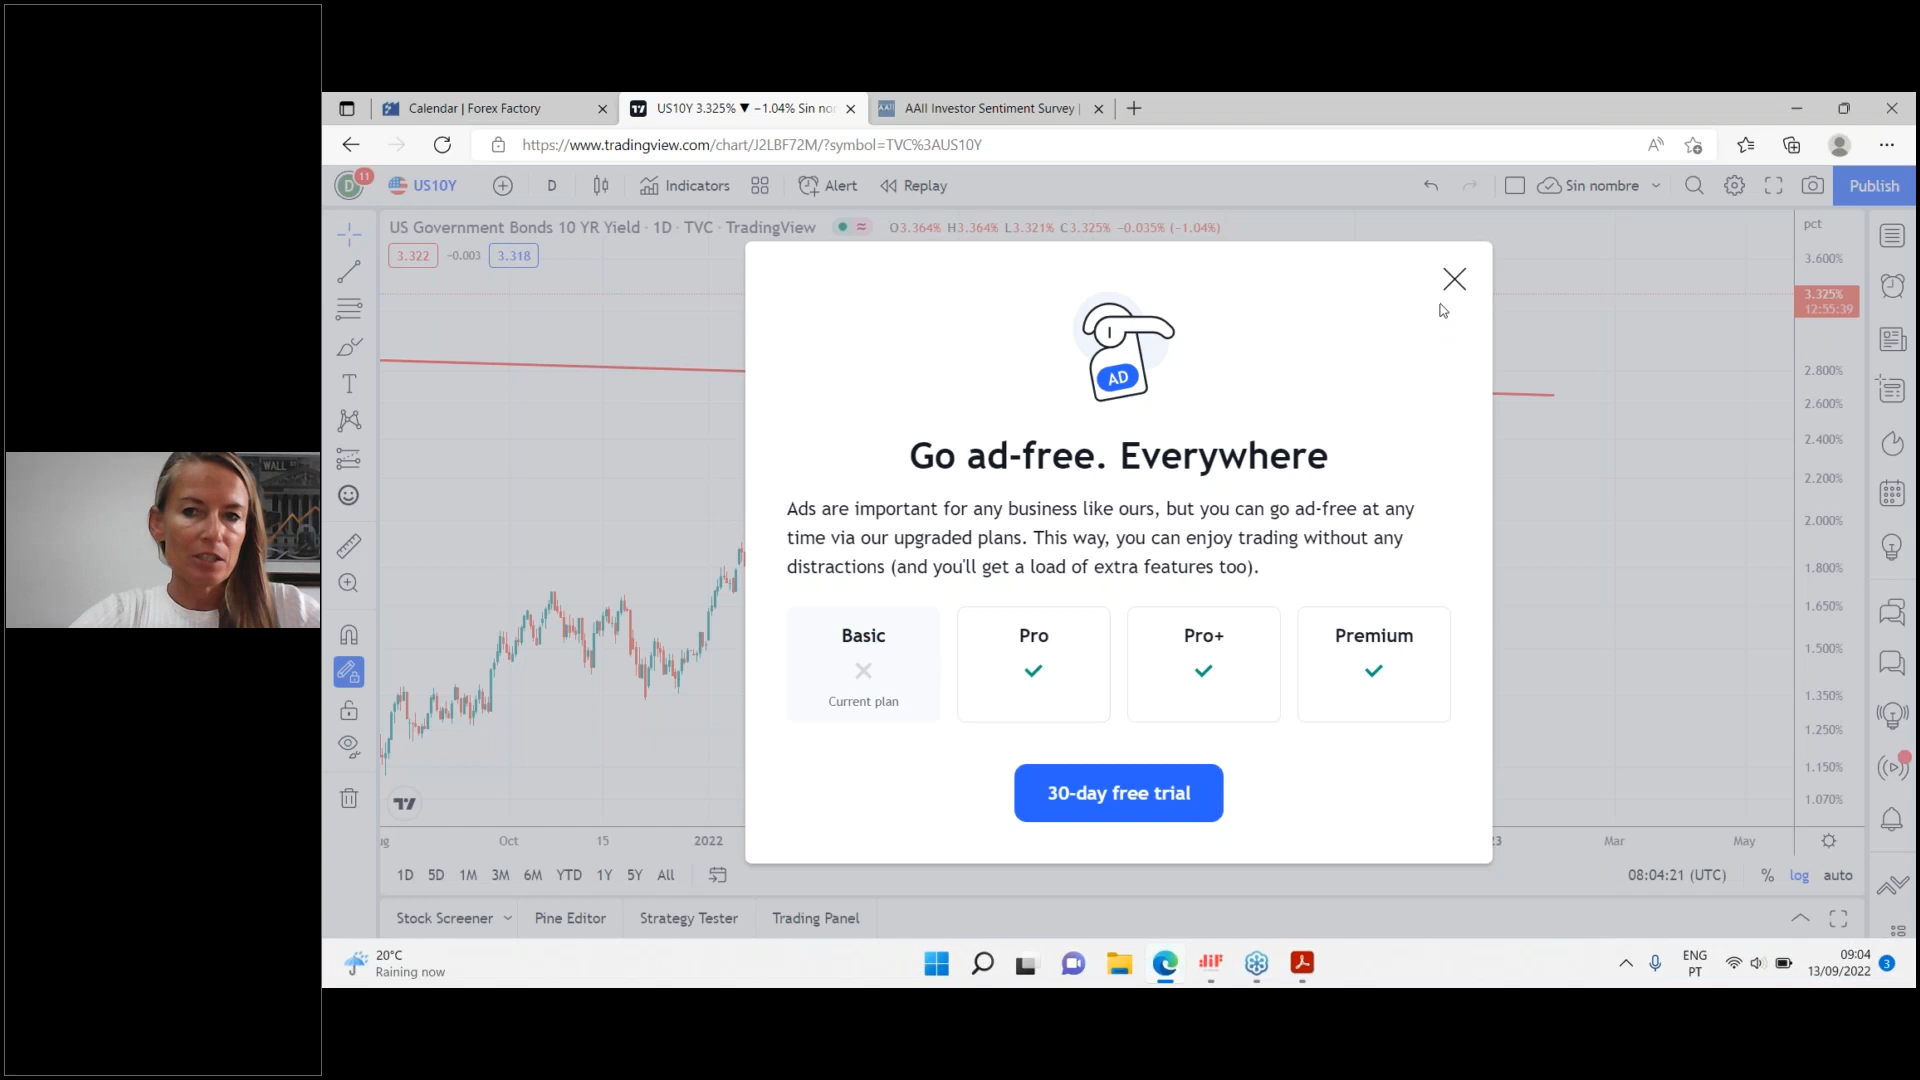 WALL
Calendar | Forex Factory
US10Y 3.325% ▼ −1.04% Sin no
AAII
AAII Investor Sentiment Survey |
https://www.tradingview.com/chart/J2LBF72M/?symbol=TVC%3AUS10Y
D
11
US10Y
D
Indicators
Alert
Replay
Sin nombre
Publish
US Government Bonds 10 YR Yield · 1D · TVC · TradingView
O3.364% H3.364% L3.321% C3.325% −0.035% (−1.04%)
pct
3.322
-0.003
3.318
3.600%
3.325%
12:55:39
2.800%
2.600%
2.400%
2.200%
2.000%
1.800%
1.650%
1.500%
1.350%
1.250%
1.150%
1.070%
AD
Go ad-free. Everywhere
Ads are important for any business like ours, but you can go ad-free at any
time via our upgraded plans. This way, you can enjoy trading without any
distractions (and you'll get a load of extra features too).
Basic
Current plan
Pro
Pro+
Premium
30-day free trial
ug
Oct
15
2022
23
Mar
May
1D 5D 1M 3M 6M YTD 1Y 5Y All
08:04:21 (UTC)
%
log
auto
Stock Screener
Pine Editor
Strategy Tester
Trading Panel
20°C
Raining now
ENG
PT
09:04
13/09/2022
3